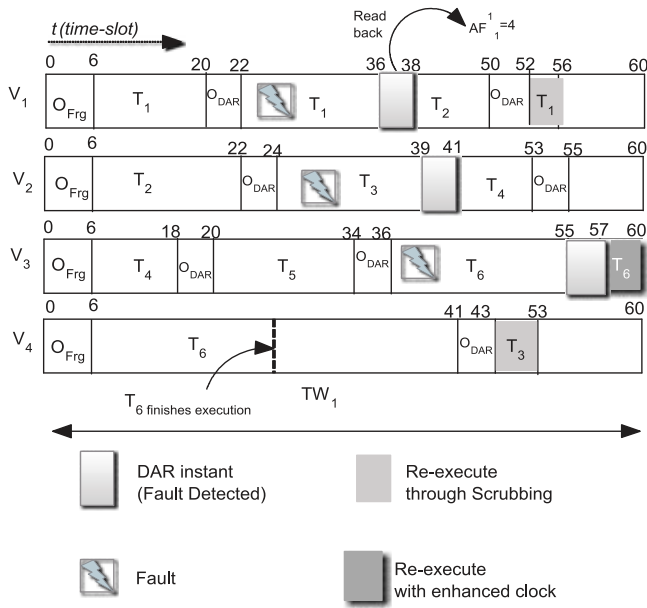 t (time-slot)
Read
back
AF¹₁=4
0 6 20 22 36 38 50 52 56 60
V₁ O_Frg T₁ O_DAR T₁ T₂ O_DAR T₁
22 24 39 41 53 55 60
V₂ O_Frg T₂ O_DAR T₃ T₄ O_DAR
0 6 18 20 34 36 55 57 60
V₃ O_Frg T₄ O_DAR T₅ O_DAR T₆ T₆
0 6 41 43 53 60
V₄ O_Frg T₆ O_DAR T₃
T₆ finishes execution
TW₁
DAR instant
(Fault Detected)
Re-execute
through Scrubbing
Fault
Re-execute
with enhanced clock